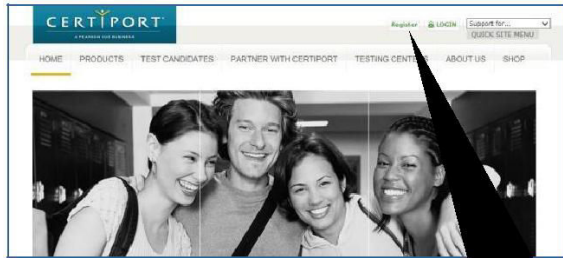 CERTIPORT
A PEARSON VUE BUSINESS
Register LOGIN Support for...
QUICK SITE MENU
HOME PRODUCTS TEST CANDIDATES PARTNER WITH CERTIPORT TESTING CENTERS ABOUT US SHOP